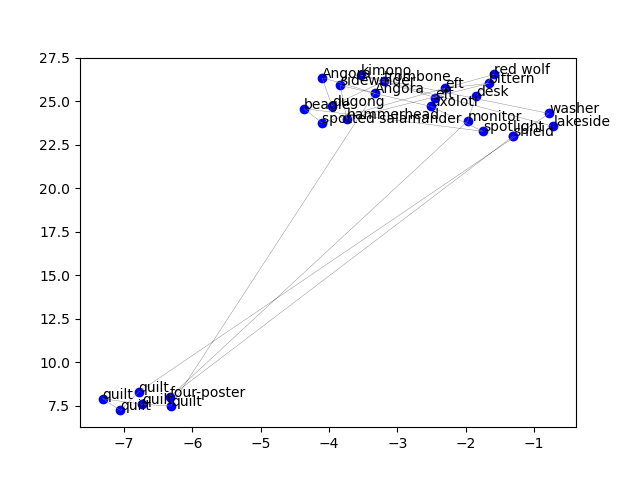 27.5
25.0
22.5
20.0
17.5
15.0
12.5
10.0
7.5
−7
−6
−5
−4
−3
−2
−1
kimono
red wolf
Angora
trombone
bittern
sidewinder
eft
Angora
desk
eft
axolotl
beagle
dugong
washer
hammerhead
monitor
spotted salamander
lakeside
spotlight
shield
quilt
four-poster
quilt
quilt
quilt
quilt